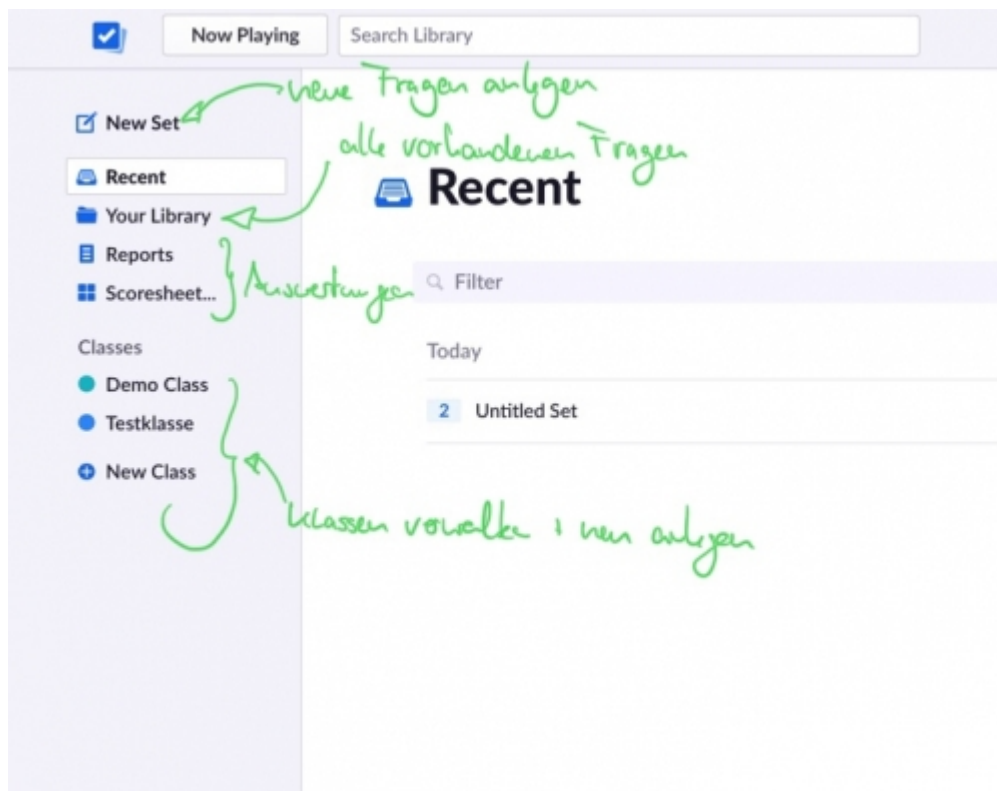 Now Playing
Search Library
neue Fragen anlegen
New Set
alle vorhandenen Fragen
Recent
Recent
Your Library
Reports
Scoresheet...
Auswertungen
Filter
Classes
Today
Demo Class
2 Untitled Set
Testklasse
New Class
Klassen verwalten + neu anlegen